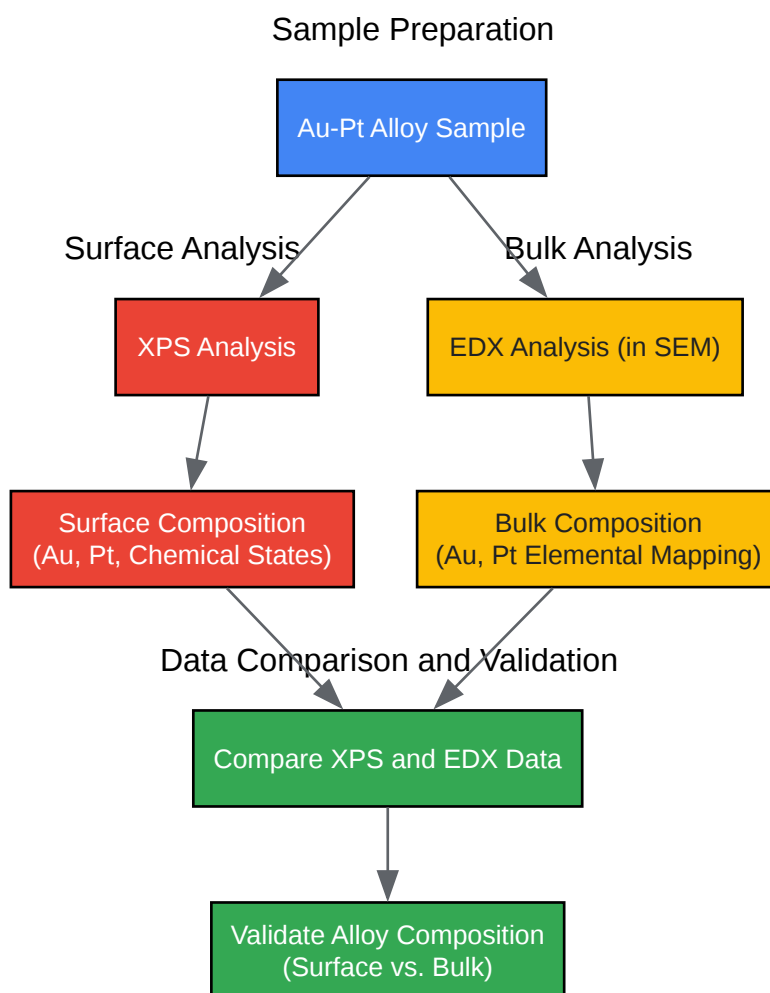 Sample Preparation
Au-Pt Alloy Sample
Surface Analysis
Bulk Analysis
XPS Analysis
EDX Analysis (in SEM)
Surface Composition
(Au, Pt, Chemical States)
Bulk Composition
(Au, Pt Elemental Mapping)
Data Comparison and Validation
Compare XPS and EDX Data
Validate Alloy Composition
(Surface vs. Bulk)